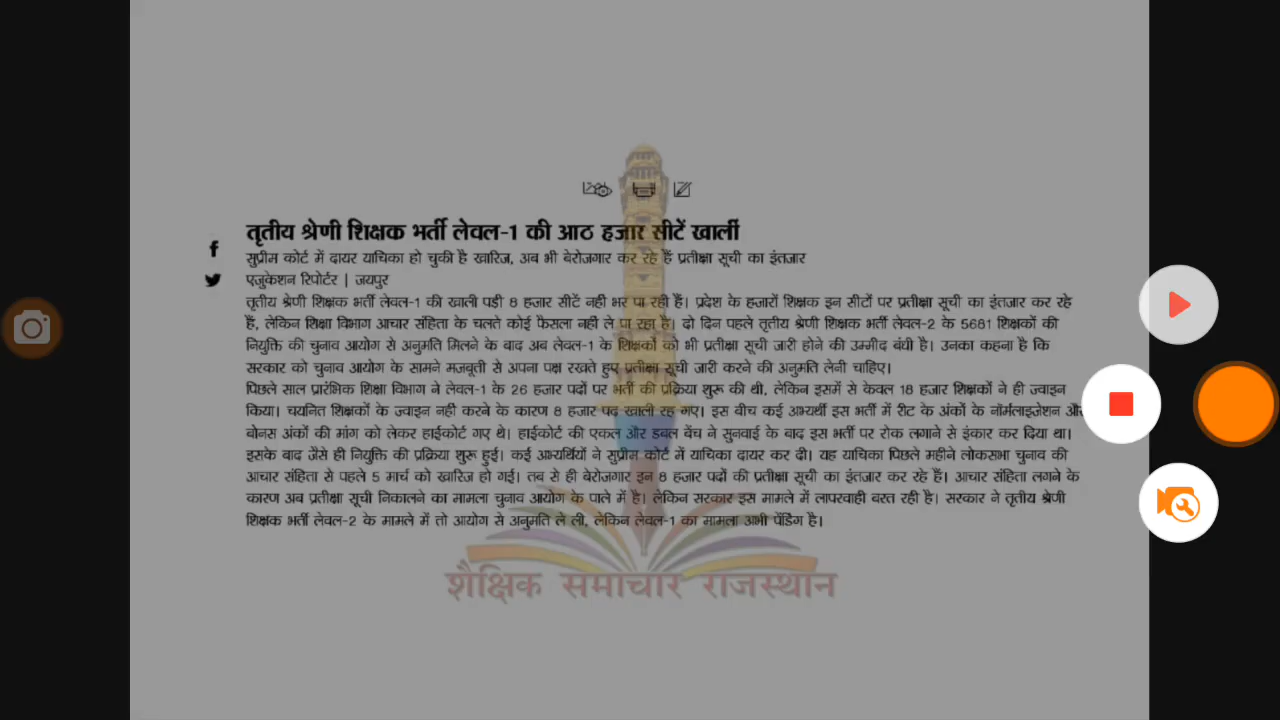 तृतीय श्रेणी शिक्षक भर्ती लेवल-1 की आठ हजार सीटें खाली
सुप्रीम कोर्ट में दायर याचिका हो चुकी है खारिज, अब भी बेरोजगार कर रहे हैं प्रतीक्षा सूची का इंतजार
एजुकेशन रिपोर्टर | जयपुर
तृतीय श्रेणी शिक्षक भर्ती लेवल-1 की खाली पड़ी 8 हजार सीटें नहीं भर पा रही हैं। प्रदेश के हजारों शिक्षक इन सीटों पर प्रतीक्षा सूची का इंतजार कर रहे
हैं, लेकिन शिक्षा विभाग आचार संहिता के चलते कोई फैसला नहीं ले पा रहा है। दो दिन पहले तृतीय श्रेणी शिक्षक भर्ती लेवल-2 के 5681 शिक्षकों की
नियुक्ति की चुनाव आयोग से अनुमति मिलने के बाद अब लेवल-1 के शिक्षकों को भी प्रतीक्षा सूची जारी होने की उम्मीद बंधी है। उनका कहना है कि
सरकार को चुनाव आयोग के सामने मजबूती से अपना पक्ष रखते हुए प्रतीक्षा सूची जारी करने की अनुमति लेनी चाहिए।
पिछले साल प्रारंभिक शिक्षा विभाग ने लेवल-1 के 26 हजार पदों पर भर्ती की प्रक्रिया शुरू की थी, लेकिन इसमें से केवल 18 हजार शिक्षकों ने ही ज्वाइन
किया। चयनित शिक्षकों के ज्वाइन नहीं करने के कारण 8 हजार पद खाली रह गए। इस बीच कई अभ्यर्थी इस भर्ती में रीट के अंकों के नॉर्मलाइजेशन और
बोनस अंकों की मांग को लेकर हाईकोर्ट गए थे। हाईकोर्ट की एकल और डबल बेंच ने सुनवाई के बाद इस भर्ती पर रोक लगाने से इंकार कर दिया था।
इसके बाद जैसे ही नियुक्ति की प्रक्रिया शुरू हुई। कई अभ्यर्थियों ने सुप्रीम कोर्ट में याचिका दायर कर दी। यह याचिका पिछले महीने लोकसभा चुनाव की
आचार संहिता से पहले 5 मार्च को खारिज हो गई। तब से ही बेरोजगार इन 8 हजार पदों की प्रतीक्षा सूची का इंतजार कर रहे हैं। आचार संहिता लगने के
कारण अब प्रतीक्षा सूची निकालने का मामला चुनाव आयोग के पाले में है। लेकिन सरकार इस मामले में लापरवाही बरत रही है। सरकार ने तृतीय श्रेणी
शिक्षक भर्ती लेवल-2 के मामले में तो आयोग से अनुमति ले ली, लेकिन लेवल-1 का मामला अभी पेंडिंग है।
शैक्षिक समाचार राजस्थान